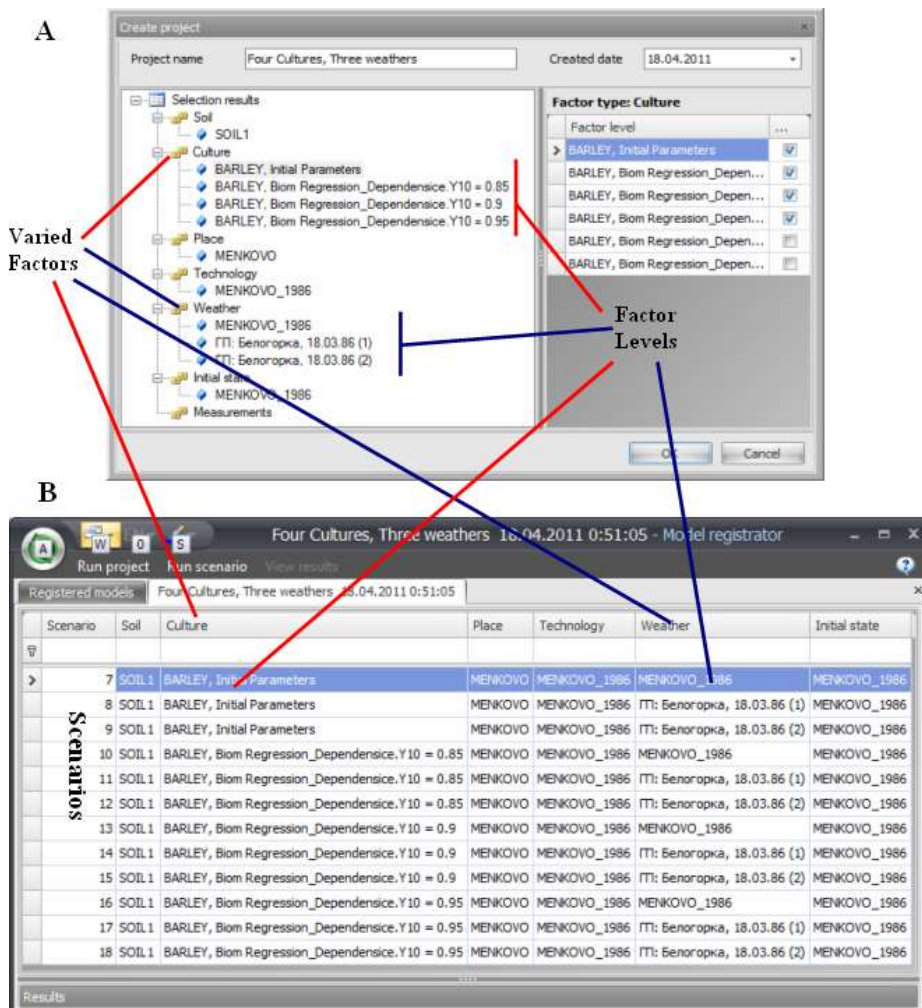 A
Create project
Project name Four Cultures, Three weathers Created date 18.04.2011
Selection results
Soil
SOIL1
Culture
BARLEY, Initial Parameters
BARLEY, Biom Regression_Dependensice.Y10 = 0.85
BARLEY, Biom Regression_Dependensice.Y10 = 0.9
BARLEY, Biom Regression_Dependensice.Y10 = 0.95
Place
MENKOVO
Technology
MENKOVO_1986
Weather
MENKOVO_1986
ГП: Белогорка, 18.03.86 (1)
ГП: Белогорка, 18.03.86 (2)
Initial state
MENKOVO_1986
Measurements
Factor type: Culture
Factor level ...
BARLEY, Initial Parameters
BARLEY, Biom Regression_Depen...
BARLEY, Biom Regression_Depen...
BARLEY, Biom Regression_Depen...
BARLEY, Biom Regression_Depen...
BARLEY, Biom Regression_Depen...
OK Cancel
Varied
Factors
Factor
Levels
B
Four Cultures, Three weathers 18.04.2011 0:51:05 - Model registrator
A W 0 S
Run project Run scenario View results
Registered models Four Cultures, Three weathers 18.04.2011 0:51:05
Scenario Soil Culture Place Technology Weather Initial state
7 SOIL1 BARLEY, Initial Parameters MENKOVO MENKOVO_1986 MENKOVO_1986 MENKOVO_1986
8 SOIL1 BARLEY, Initial Parameters MENKOVO MENKOVO_1986 ГП: Белогорка, 18.03.86 (1) MENKOVO_1986
9 SOIL1 BARLEY, Initial Parameters MENKOVO MENKOVO_1986 ГП: Белогорка, 18.03.86 (2) MENKOVO_1986
10 SOIL1 BARLEY, Biom Regression_Dependensice.Y10 = 0.85 MENKOVO MENKOVO_1986 MENKOVO_1986 MENKOVO_1986
11 SOIL1 BARLEY, Biom Regression_Dependensice.Y10 = 0.85 MENKOVO MENKOVO_1986 ГП: Белогорка, 18.03.86 (1) MENKOVO_1986
12 SOIL1 BARLEY, Biom Regression_Dependensice.Y10 = 0.85 MENKOVO MENKOVO_1986 ГП: Белогорка, 18.03.86 (2) MENKOVO_1986
13 SOIL1 BARLEY, Biom Regression_Dependensice.Y10 = 0.9 MENKOVO MENKOVO_1986 MENKOVO_1986 MENKOVO_1986
14 SOIL1 BARLEY, Biom Regression_Dependensice.Y10 = 0.9 MENKOVO MENKOVO_1986 ГП: Белогорка, 18.03.86 (1) MENKOVO_1986
15 SOIL1 BARLEY, Biom Regression_Dependensice.Y10 = 0.9 MENKOVO MENKOVO_1986 ГП: Белогорка, 18.03.86 (2) MENKOVO_1986
16 SOIL1 BARLEY, Biom Regression_Dependensice.Y10 = 0.95 MENKOVO MENKOVO_1986 MENKOVO_1986 MENKOVO_1986
17 SOIL1 BARLEY, Biom Regression_Dependensice.Y10 = 0.95 MENKOVO MENKOVO_1986 ГП: Белогорка, 18.03.86 (1) MENKOVO_1986
18 SOIL1 BARLEY, Biom Regression_Dependensice.Y10 = 0.95 MENKOVO MENKOVO_1986 ГП: Белогорка, 18.03.86 (2) MENKOVO_1986
Scenarios
Results